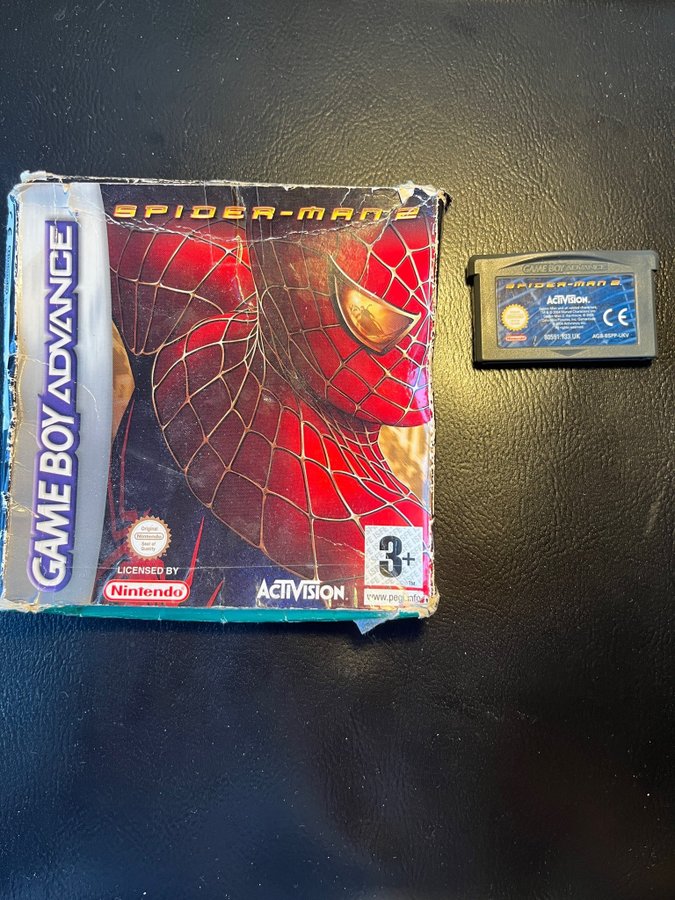 SPIDER-MAN 2
GAME BOY ADVANCE
Original
Nintendo
Seal of
Quality
LICENSED BY
Nintendo
ACTIVISION
3+
TM
www.pegi.info
GAME BOY ADVANCE
SPIDER-MAN 2
ACTIVISION.
CE
AGB-BSPP-UKV